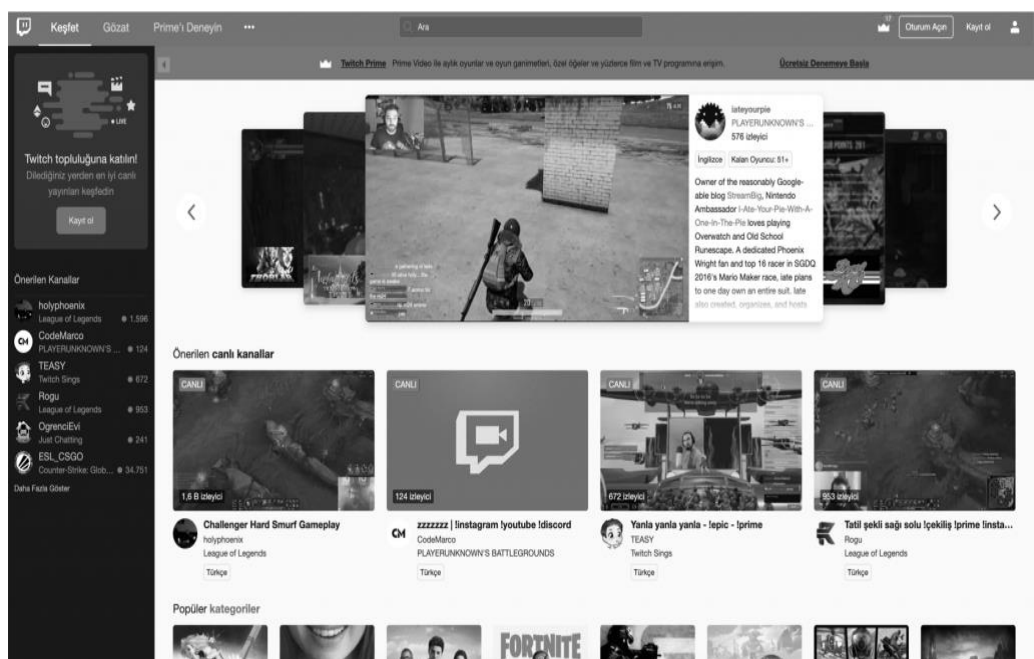 Keşfet
Gözat
Prime'ı Deneyin
Ara
17
Oturum Açın
Kayıt ol
Twitch Prime Prime Video ile aylık oyunlar ve oyun ganimetleri, özel öğeler ve yüzlerce film ve TV programına erişim. Ücretsiz Denemeye Başla
LIVE
Twitch topluluğuna katılın!
Dilediğiniz yerden en iyi canlı
yayınları keşfedin
Kayıt ol
Önerilen Kanallar
holyphoenix
League of Legends 1.596
CodeMarco
PLAYERUNKNOWN'S ... 124
TEASY
Twitch Sings 672
Rogu
League of Legends 953
OgrenciEvi
Just Chatting 241
ESL_CSGO
Counter-Strike: Glob... 34.751
Daha Fazla Göster
iateyourpie
PLAYERUNKNOWN'S ...
576 izleyici
İngilizce Kalan Oyuncu: 51+
Owner of the reasonably Google-
able blog StreamBig, Nintendo
Ambassador I-Ate-Your-Pie-With-A-
One-In-The-Pie loves playing
Overwatch and Old School
Runescape. A dedicated Phoenix
Wright fan and top 16 racer in SGDQ
2016's Mario Maker race, iate plans
to one day own an entire suit. Iate
also created, organizes, and hosts
SUB POINTS 291
Önerilen canlı kanallar
CANLI
1,6 B izleyici
Challenger Hard Smurf Gameplay
holyphoenix
League of Legends
Türkçe
CANLI
124 izleyici
CM
zzzzzzz | !instagram !youtube !discord
CodeMarco
PLAYERUNKNOWN'S BATTLEGROUNDS
Türkçe
CANLI
672 izleyici
Yanla yanla yanla - !epic - !prime
TEASY
Twitch Sings
Türkçe
CANLI
953 izleyici
Tatil şekli sağı solu !çekiliş !prime !insta...
Rogu
League of Legends
Türkçe
Popüler kategoriler
FORTNITE